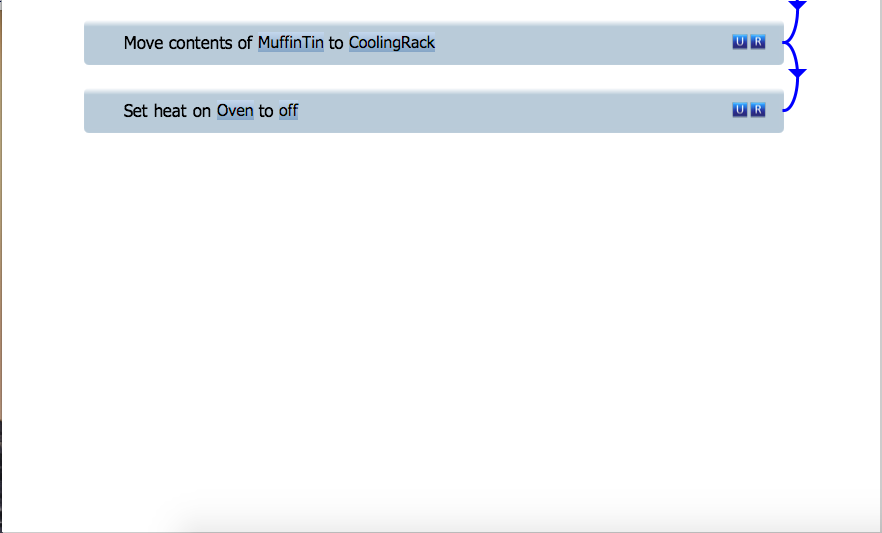 Move contents of MuffinTin to CoolingRack U R
Set heat on Oven to off U R